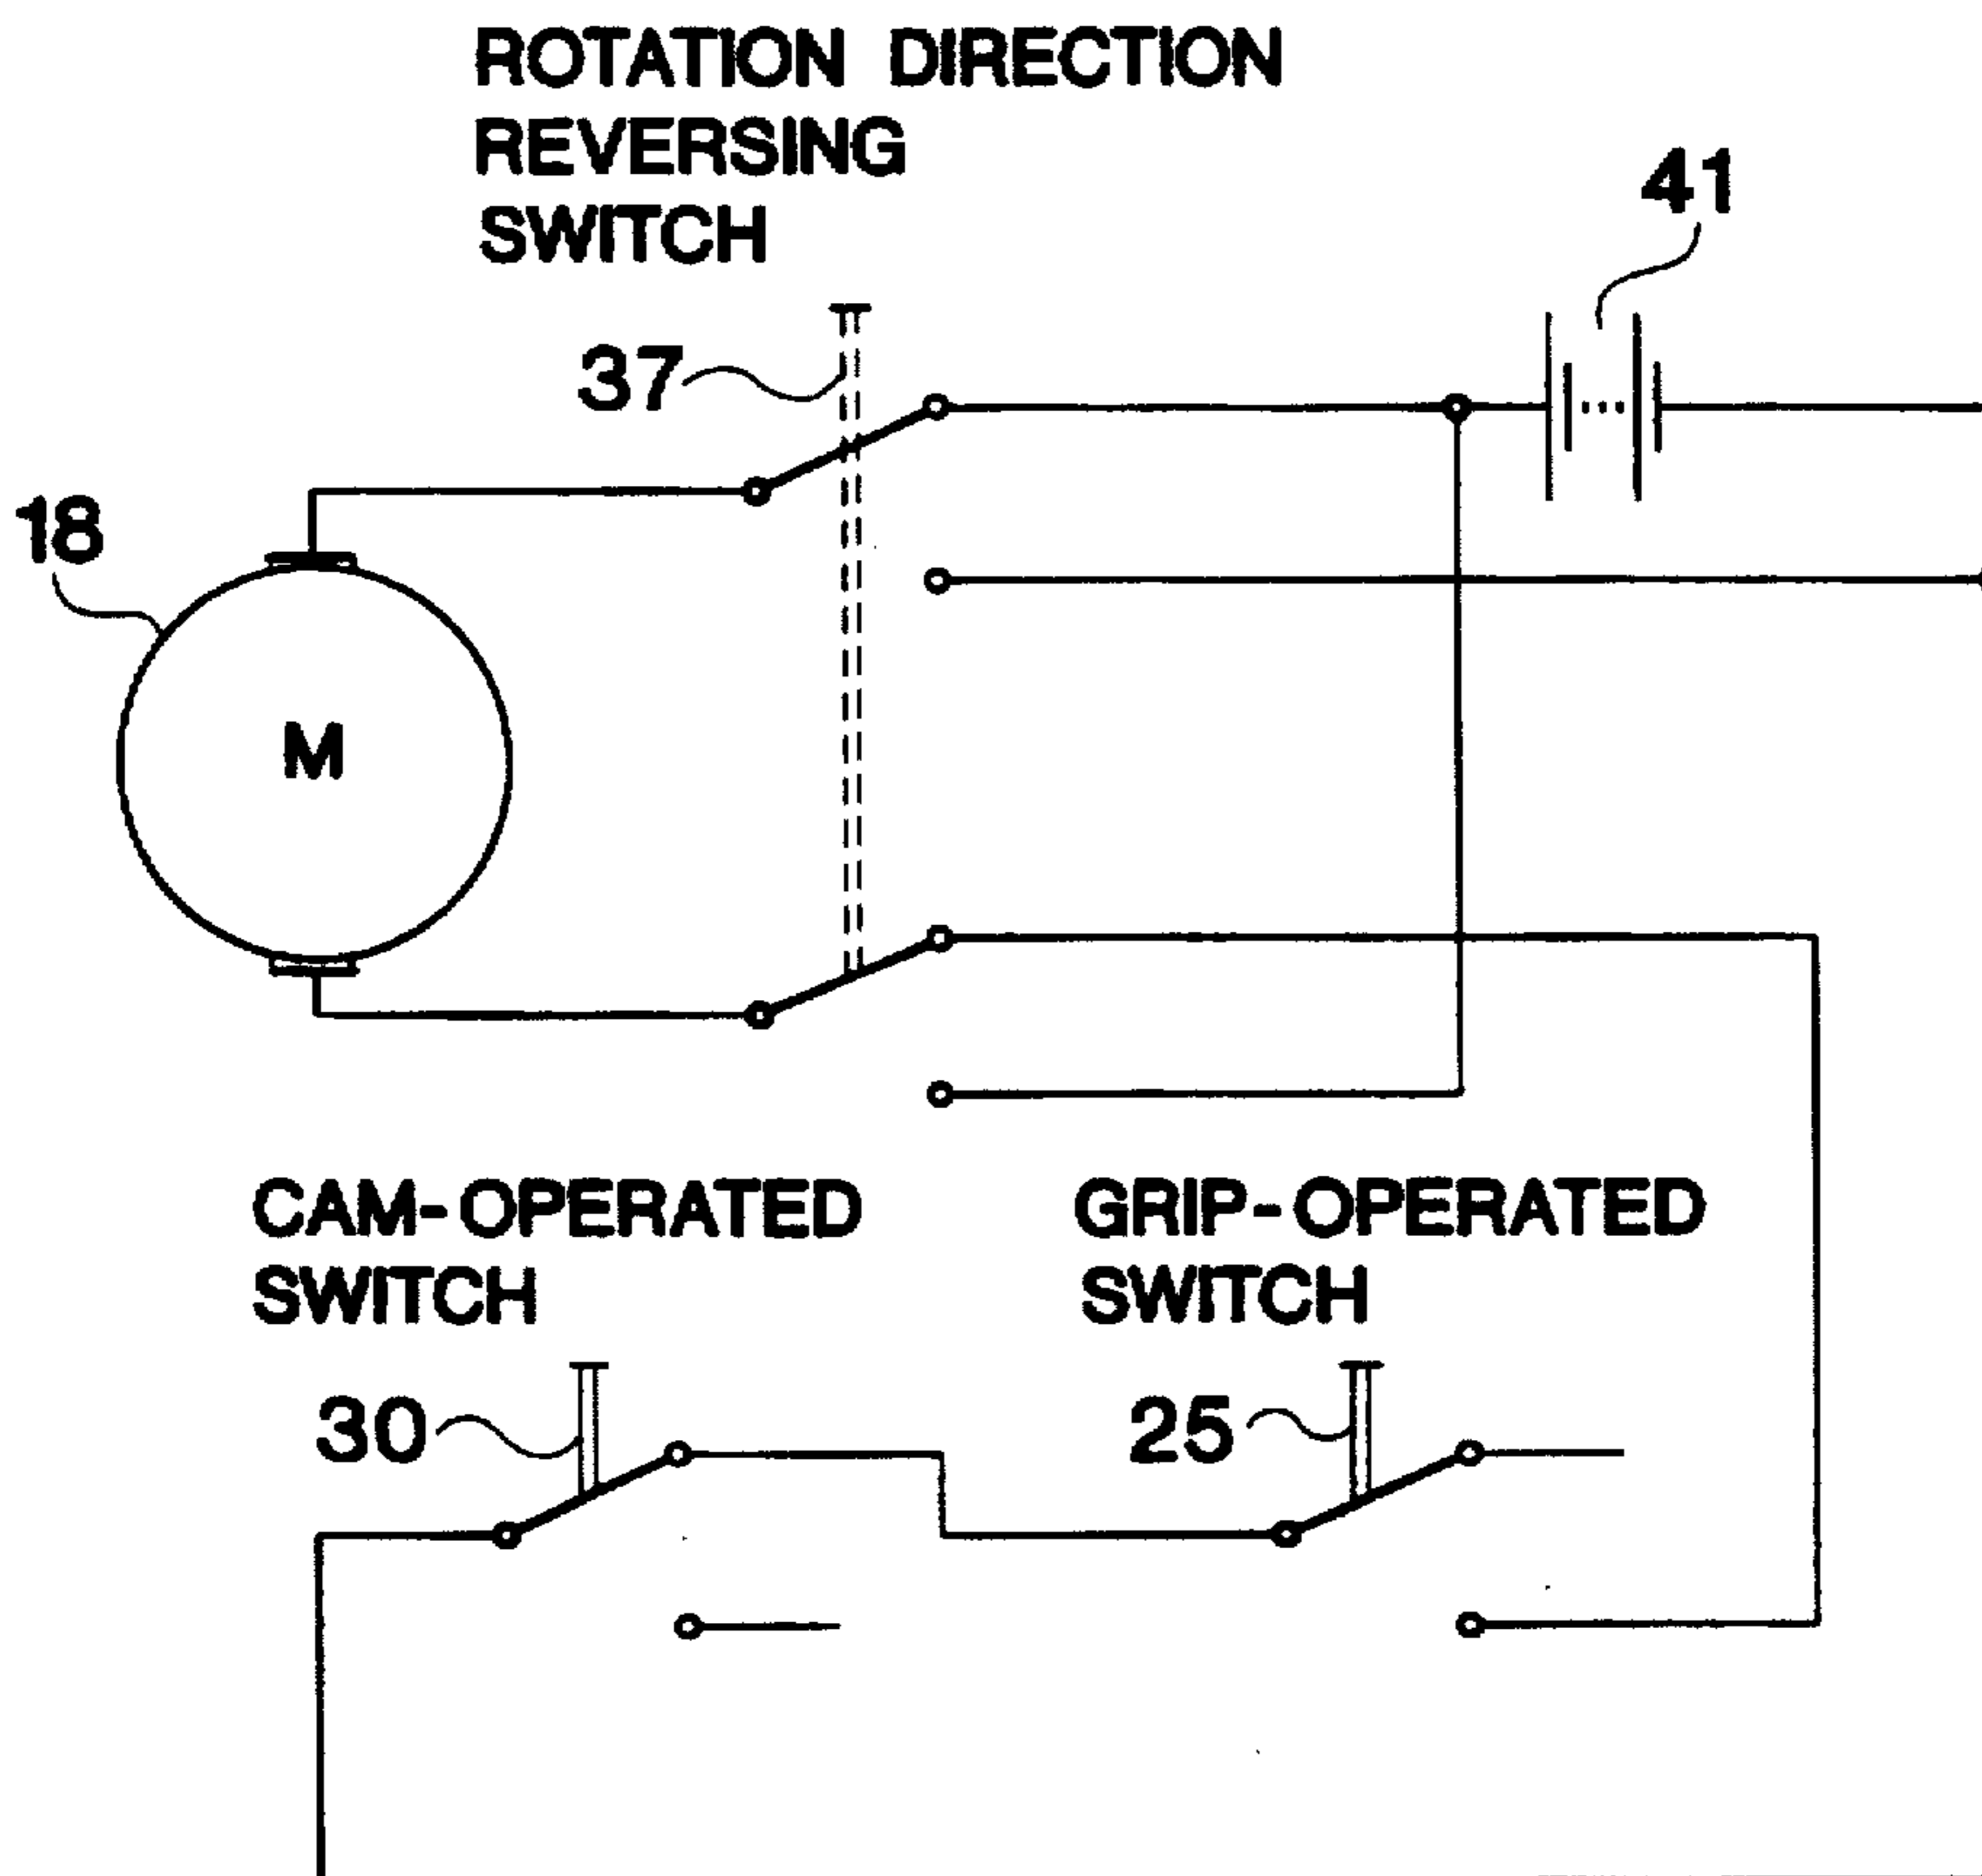 ROTATION DIRECTION
REVERSING
SWITCH
41
37
18
M
CAM-OPERATED
SWITCH
GRIP-OPERATED
SWITCH
30
25